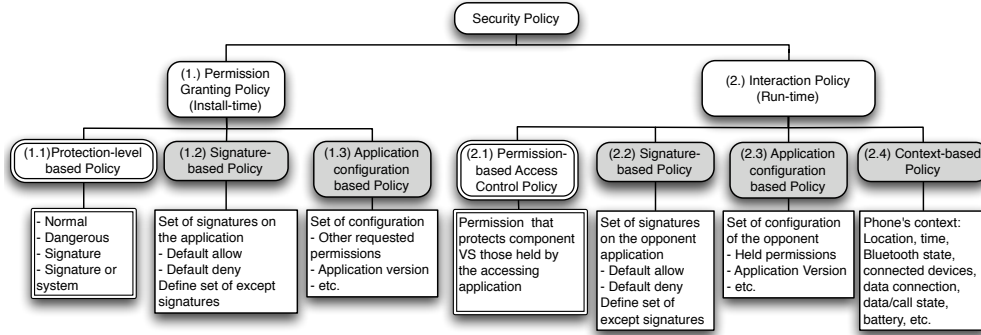 Security Policy
(1.) Permission
Granting Policy
(Install-time)
(2.) Interaction Policy
(Run-time)
(1.1)Protection-level
based Policy
(1.2) Signature-
based Policy
(1.3) Application
configuration
based Policy
(2.1) Permission-
based Access
Control Policy
(2.2) Signature-
based Policy
(2.3) Application
configuration
based Policy
(2.4) Context-based
Policy
- Normal
- Dangerous
- Signature
- Signature or
system
Set of signatures on
the application
- Default allow
- Default deny
Define set of except
signatures
Set of configuration
- Other requested
permissions
- Application version
- etc.
Permission that
protects component
VS those held by the
accessing
application
Set of signatures
on the opponent
application
- Default allow
- Default deny
Define set of
except signatures
Set of configuration
of the opponent
- Held permissions
- Application Version
- etc.
Phone's context:
Location, time,
Bluetooth state,
connected devices,
data connection,
data/call state,
battery, etc.